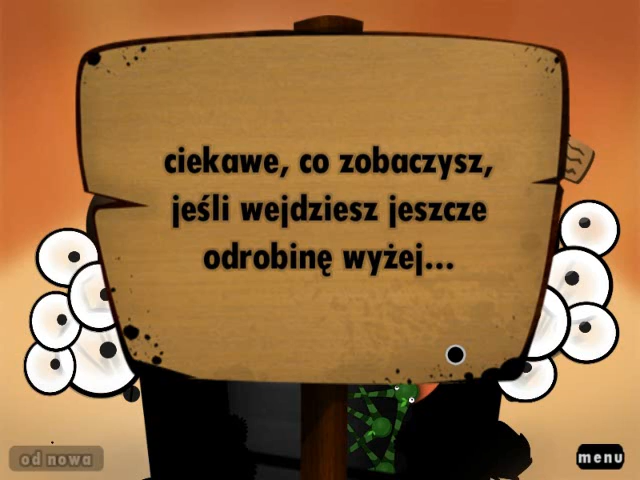 ciekawe, co zobaczysz,
jeśli wejdziesz jeszcze
odrobinę wyżej...
od nowa
menu